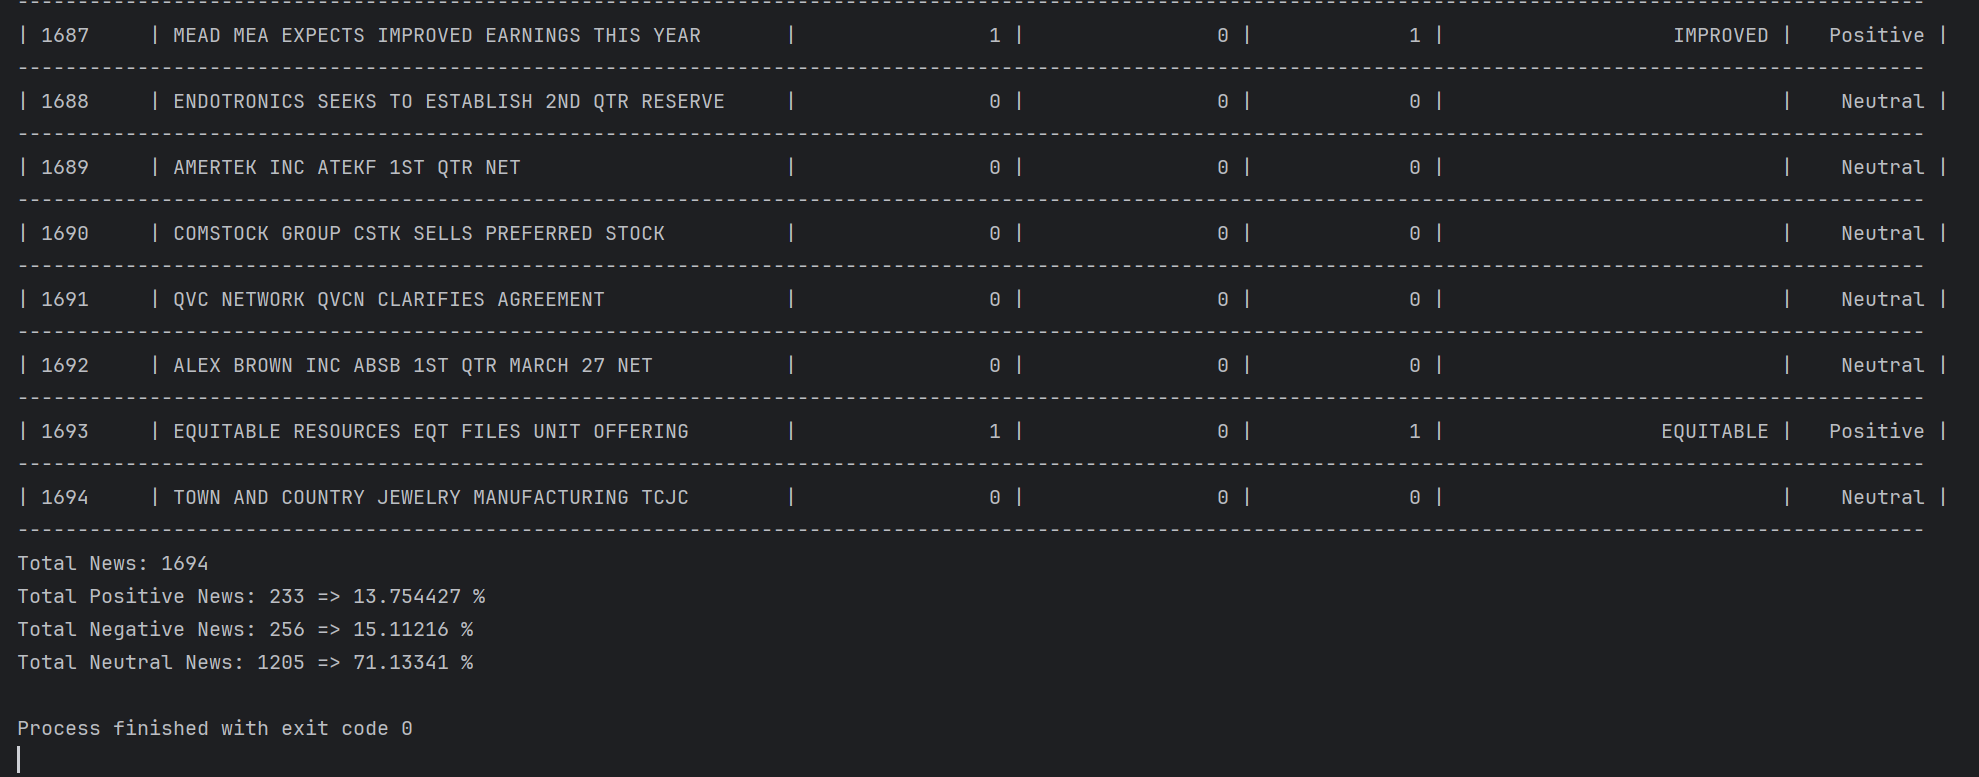 | 1687 | MEAD MEA EXPECTS IMPROVED EARNINGS THIS YEAR | 1 | 0 | 1 | IMPROVED | Positive |
| 1688 | ENDOTRONICS SEEKS TO ESTABLISH 2ND QTR RESERVE | 0 | 0 | 0 | | Neutral |
| 1689 | AMERTEK INC ATEKF 1ST QTR NET | 0 | 0 | 0 | | Neutral |
| 1690 | COMSTOCK GROUP CSTK SELLS PREFERRED STOCK | 0 | 0 | 0 | | Neutral |
| 1691 | QVC NETWORK QVCN CLARIFIES AGREEMENT | 0 | 0 | 0 | | Neutral |
| 1692 | ALEX BROWN INC ABSB 1ST QTR MARCH 27 NET | 0 | 0 | 0 | | Neutral |
| 1693 | EQUITABLE RESOURCES EQT FILES UNIT OFFERING | 1 | 0 | 1 | EQUITABLE | Positive |
| 1694 | TOWN AND COUNTRY JEWELRY MANUFACTURING TCJC | 0 | 0 | 0 | | Neutral |
Total News: 1694
Total Positive News: 233 => 13.754427 %
Total Negative News: 256 => 15.11216 %
Total Neutral News: 1205 => 71.13341 %
Process finished with exit code 0